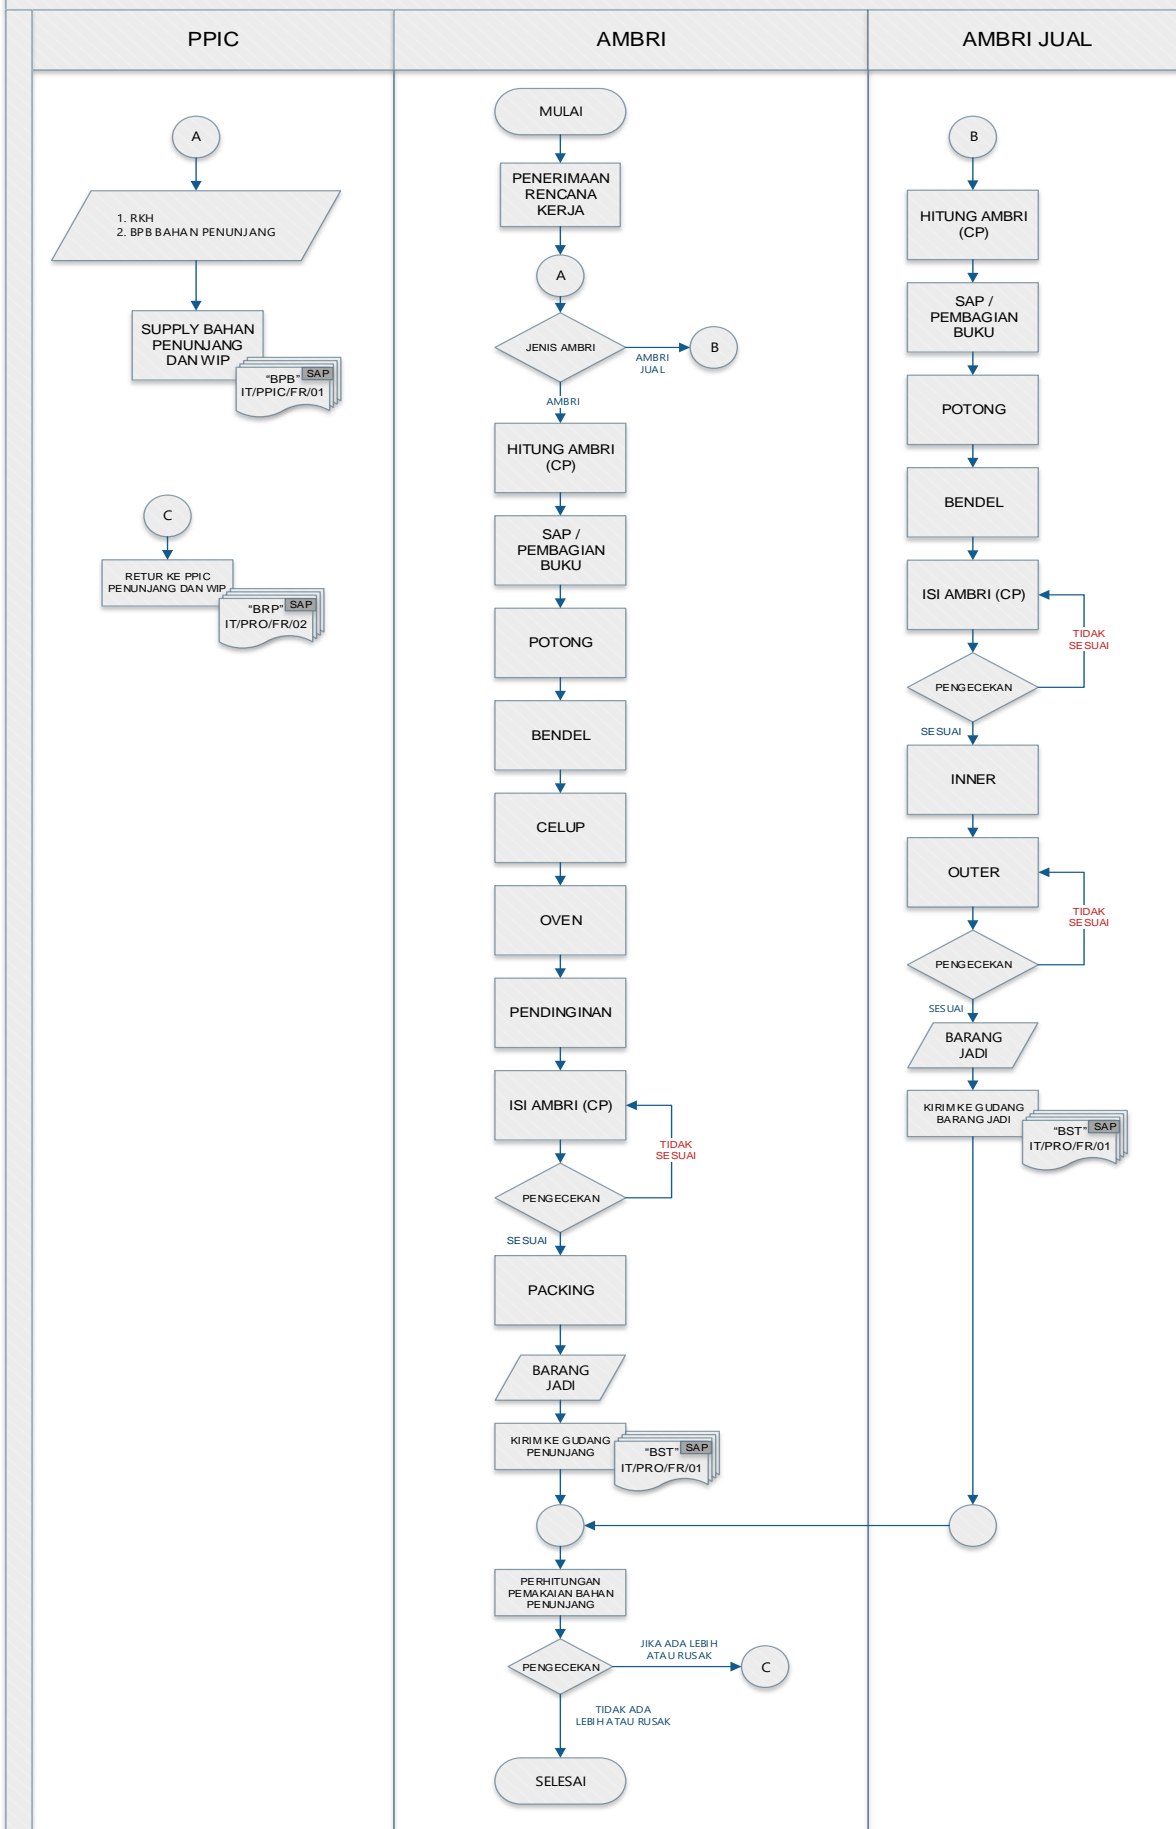 PPIC
AMBRI
AMBRI JUAL
A
1. RKH
2. BPB BAHAN PENUNJANG
SUPPLY BAHAN
PENUNJANG
DAN WIP
"BPB"
SAP
IT/PPIC/FR/01
C
RETUR KE PPIC
PENUNJANG DAN WIP
"BRP"
SAP
IT/PRO/FR/02
MULAI
PENERIMAAN
RENCANA
KERJA
A
JENIS AMBRI
AMBRI
JUAL
B
AMBRI
HITUNG AMBRI
(CP)
SAP /
PEMBAGIAN
BUKU
POTONG
BENDEL
CELUP
OVEN
PENDINGINAN
ISI AMBRI (CP)
TIDAK
SESUAI
PENGECEKAN
SESUAI
PACKING
BARANG
JADI
KIRIM KE GUDANG
PENUNJANG
"BST"
SAP
IT/PRO/FR/01
PERHITUNGAN
PEMAKAIAN BAHAN
PENUNJANG
PENGECEKAN
JIKA ADA LEBIH
ATAU RUSAK
C
TIDAK ADA
LEBIH ATAU RUSAK
SELESAI
B
HITUNG AMBRI
(CP)
SAP /
PEMBAGIAN
BUKU
POTONG
BENDEL
ISI AMBRI (CP)
TIDAK
SESUAI
PENGECEKAN
SESUAI
INNER
OUTER
TIDAK
SESUAI
PENGECEKAN
SESUAI
BARANG
JADI
KIRIM KE GUDANG
BARANG JADI
"BST"
SAP
IT/PRO/FR/01